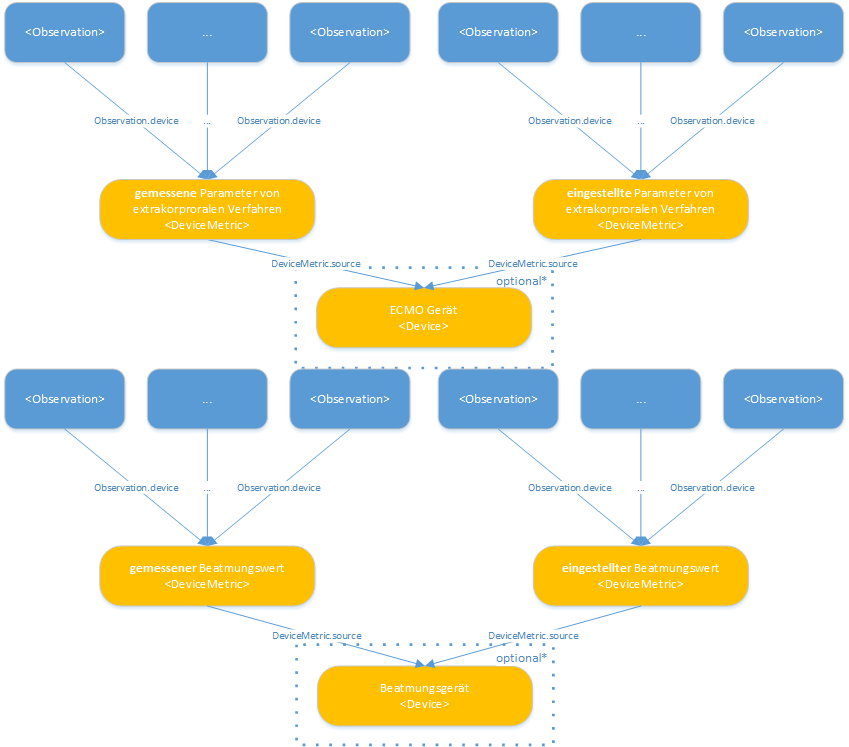 <Observation>
...
<Observation>
<Observation>
...
<Observation>
Observation.device
...
Observation.device
Observation.device
...
Observation.device
gemessene Parameter von
extrakorproralen Verfahren
<DeviceMetric>
eingestellte Parameter von
extrakorproralen Verfahren
<DeviceMetric>
DeviceMetric.source
DeviceMetric.source
optional*
ECMO Gerät
<Device>
<Observation>
...
<Observation>
<Observation>
...
<Observation>
Observation.device
...
Observation.device
Observation.device
...
Observation.device
gemessener Beatmungswert
<DeviceMetric>
eingestellter Beatmungswert
<DeviceMetric>
DeviceMetric.source
DeviceMetric.source
optional*
Beatmungsgerät
<Device>